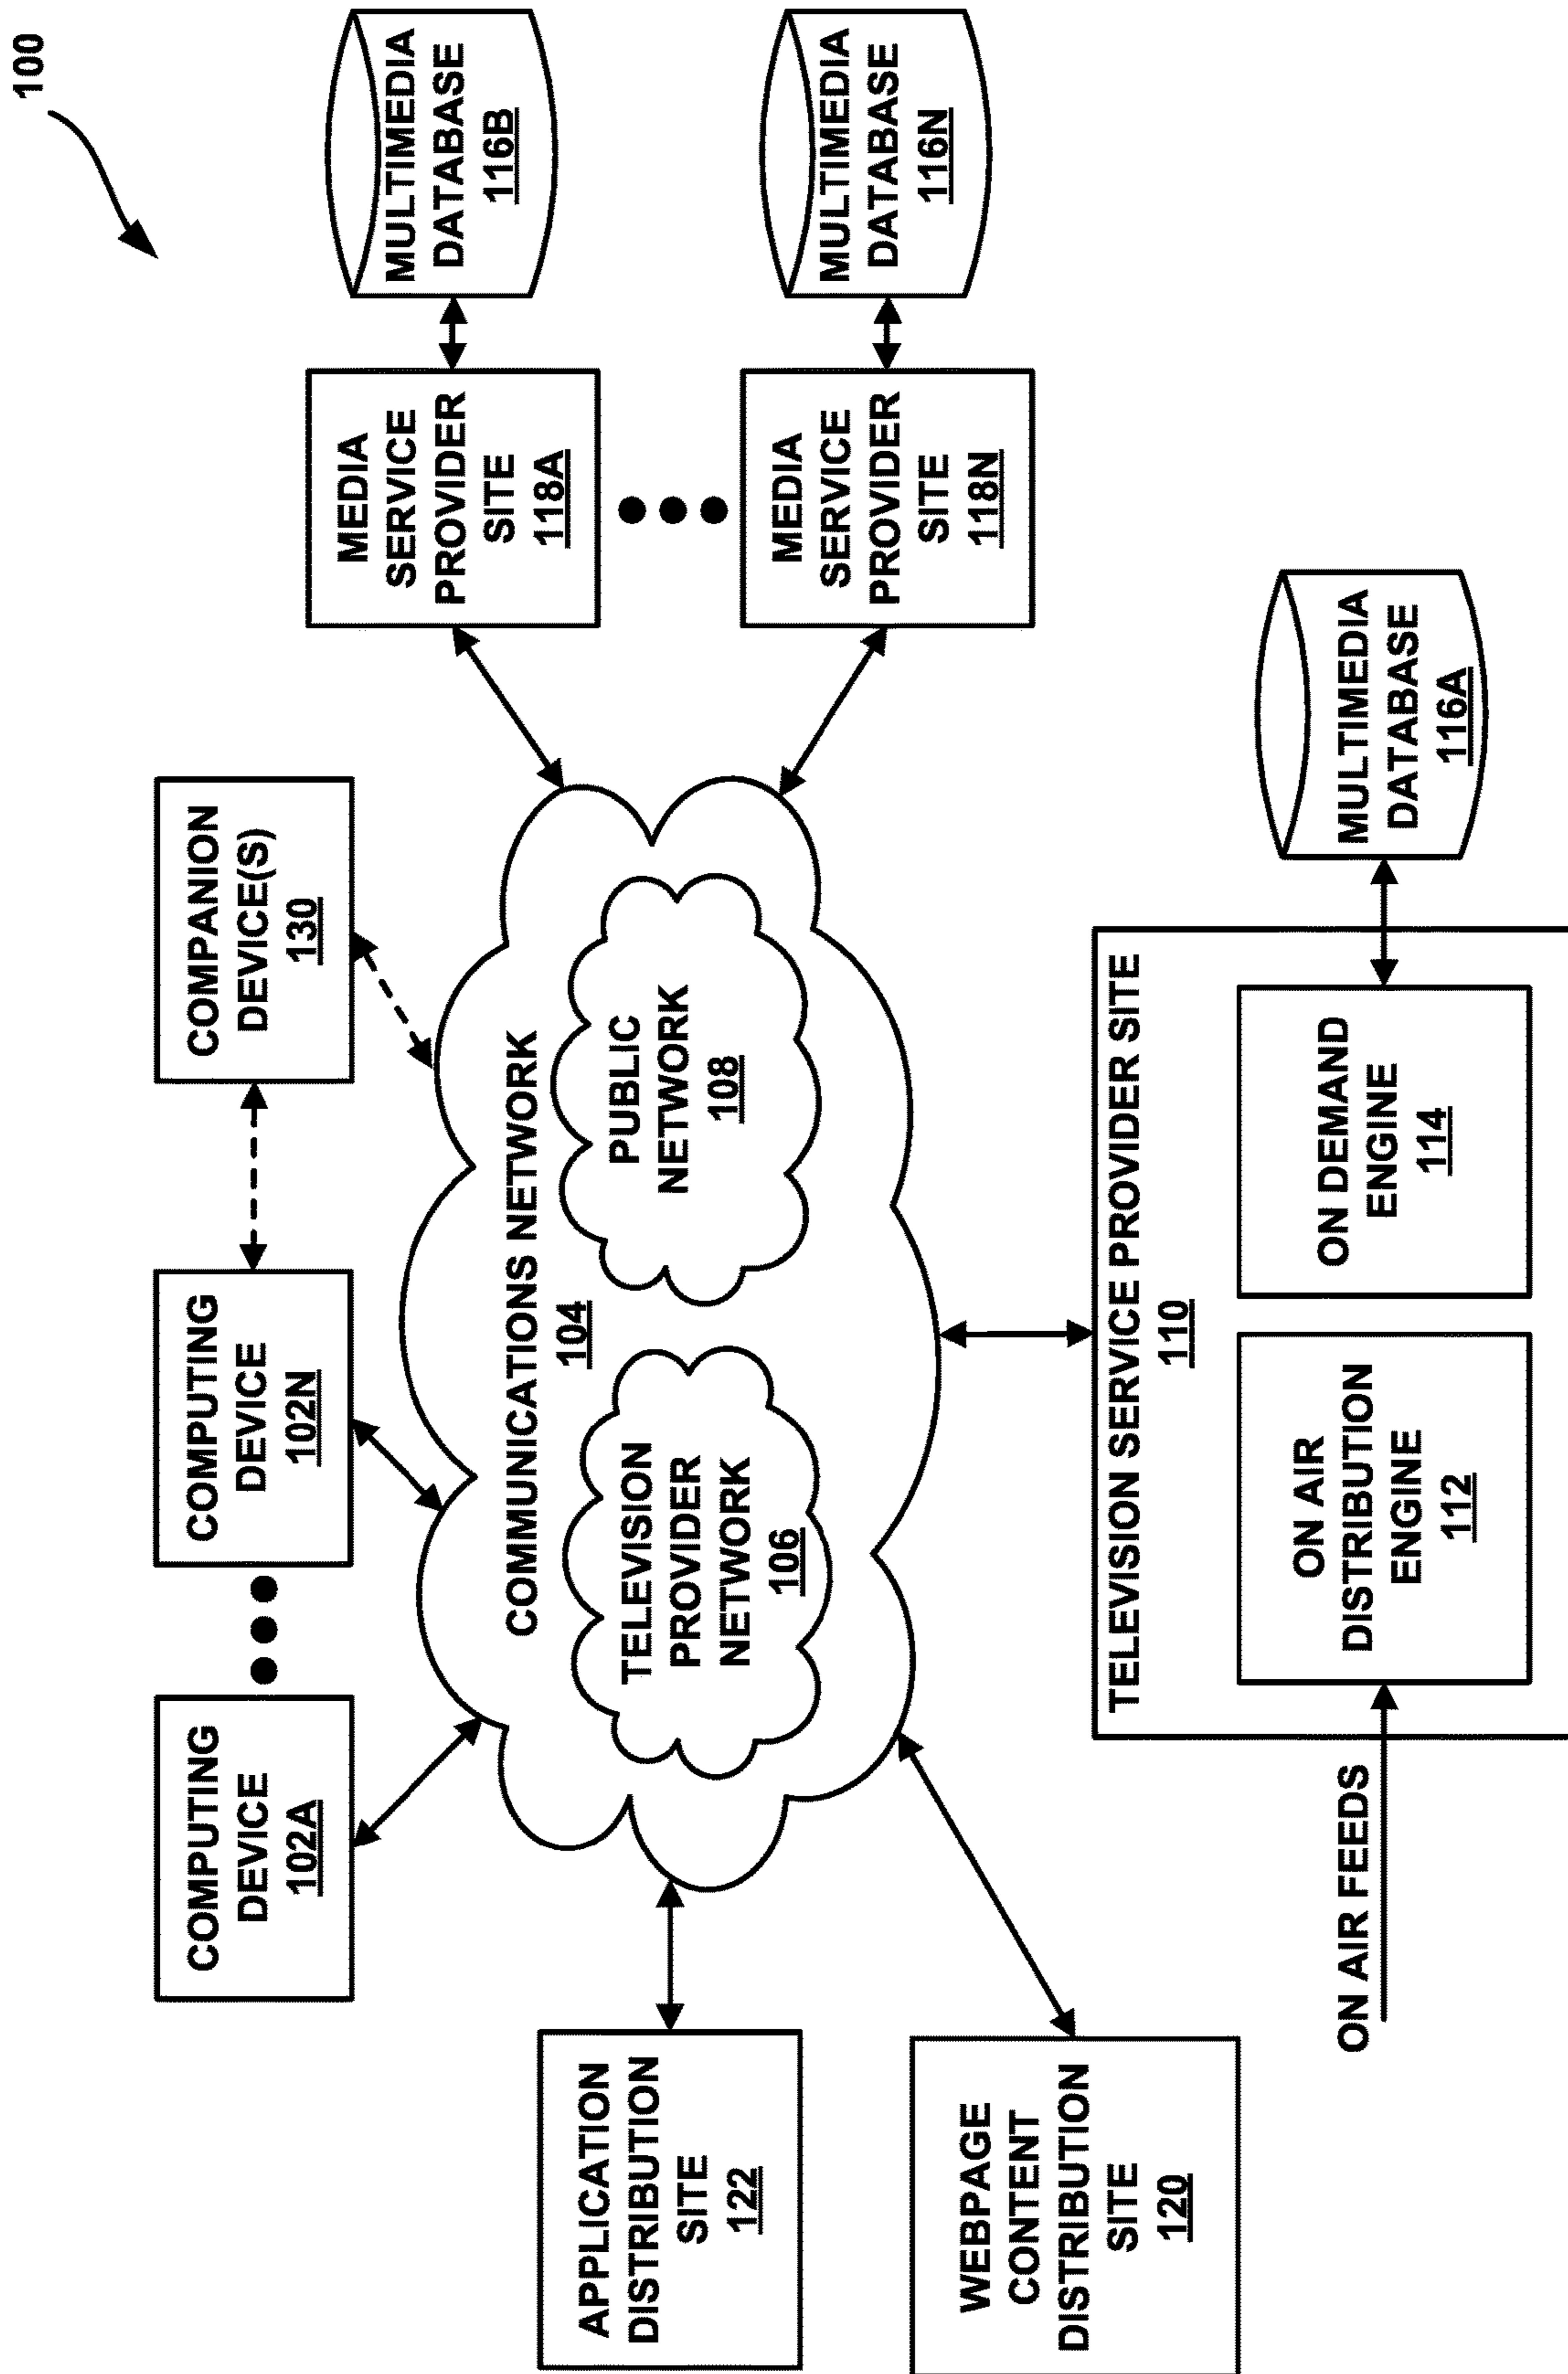 100
COMPUTING
DEVICE
102A
COMPUTING
DEVICE
102N
COMPANION
DEVICE(S)
130
APPLICATION
DISTRIBUTION
SITE
122
WEBPAGE
CONTENT
DISTRIBUTION
SITE
120
COMMUNICATIONS NETWORK
104
TELEVISION
PROVIDER
NETWORK
106
PUBLIC
NETWORK
108
MEDIA
SERVICE
PROVIDER
SITE
118A
MULTIMEDIA
DATABASE
116B
MEDIA
SERVICE
PROVIDER
SITE
118N
MULTIMEDIA
DATABASE
116N
TELEVISION SERVICE PROVIDER SITE
110
ON AIR FEEDS
ON AIR
DISTRIBUTION
ENGINE
112
ON DEMAND
ENGINE
114
MULTIMEDIA
DATABASE
116A